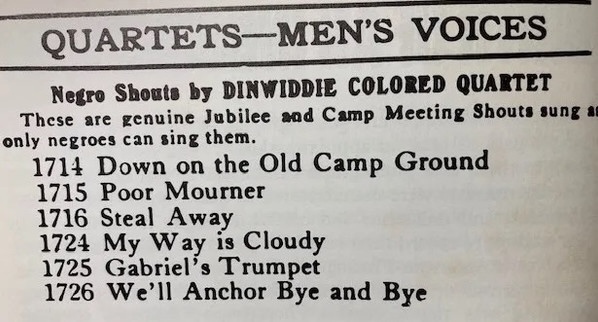 QUARTETS—MEN'S VOICES
Negro Shouts by DINWIDDIE COLORED QUARTET
These are genuine Jubilee and Camp Meeting Shouts sung
only negroes can sing them.
1714 Down on the Old Camp Ground
1715 Poor Mourner
1716 Steal Away
1724 My Way is Cloudy
1725 Gabriel's Trumpet
1726 We'll Anchor Bye and Bye